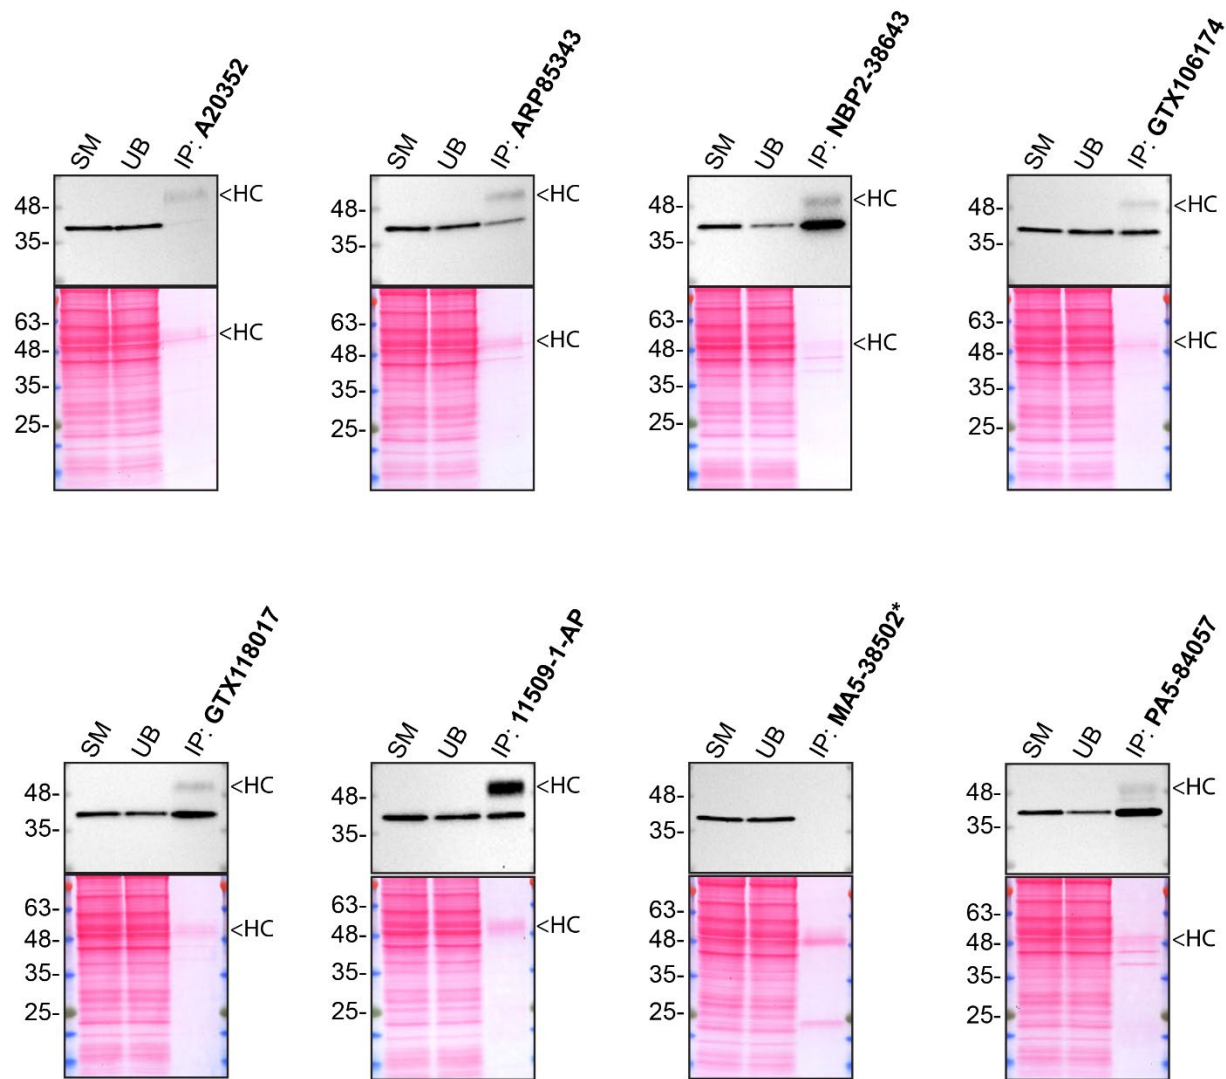 SM UB IP: A20352
48-
35-
<HC
63-
48-
35-
25-
<HC
SM UB IP: ARP85343
48-
35-
<HC
63-
48-
35-
25-
<HC
SM UB IP: NBP2-38643
48-
35-
<HC
63-
48-
35-
25-
<HC
SM UB IP: GTX106174
48-
35-
<HC
63-
48-
35-
25-
<HC
SM UB IP: GTX118017
48-
35-
<HC
63-
48-
35-
25-
<HC
SM UB IP: 11509-1-AP
48-
35-
<HC
63-
48-
35-
25-
<HC
SM UB IP: MA5-38502*
48-
35-
63-
48-
35-
25-
SM UB IP: PA5-84057
48-
35-
<HC
63-
48-
35-
25-
<HC